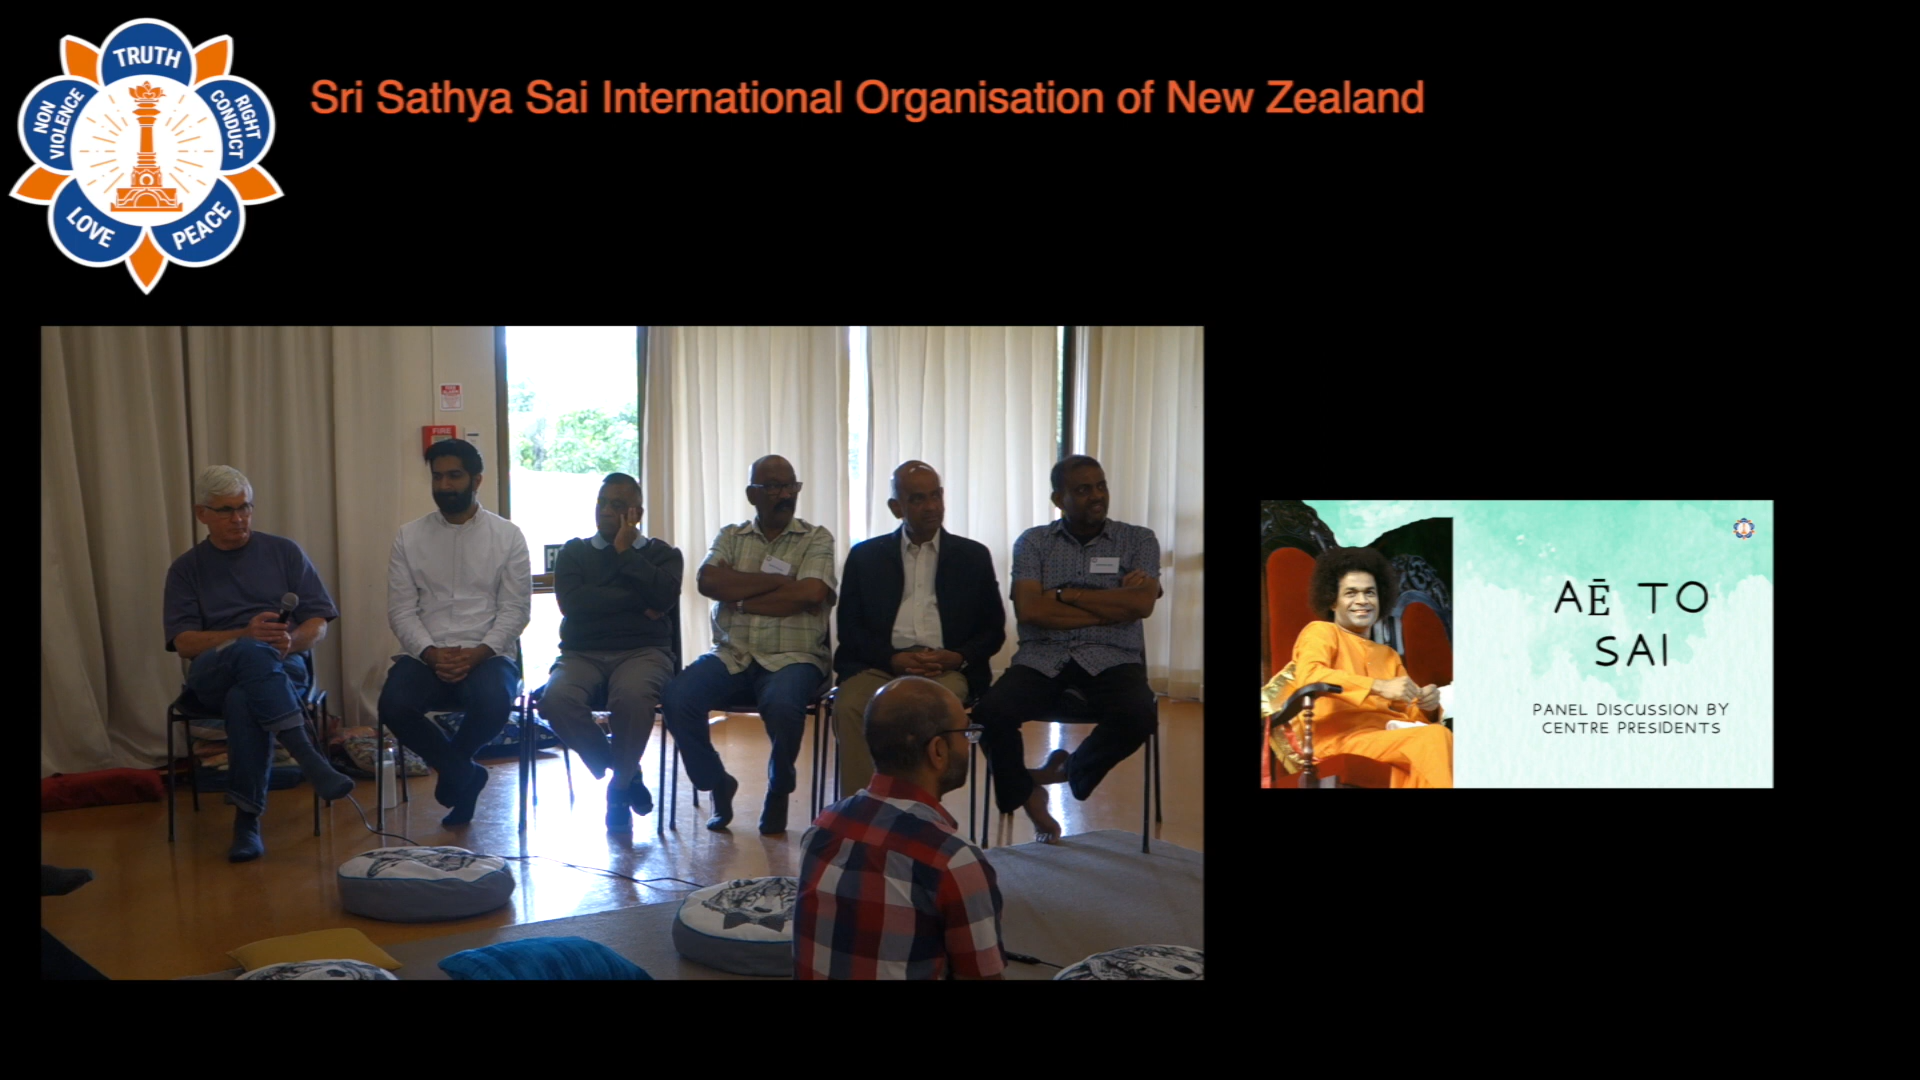 TRUTH
NON
VIOLENCE
RIGHT
CONDUCT
LOVE
PEACE
Sri Sathya Sai International Organisation of New Zealand
FIRE
AĒ TO
SAI
PANEL DISCUSSION BY
CENTRE PRESIDENTS